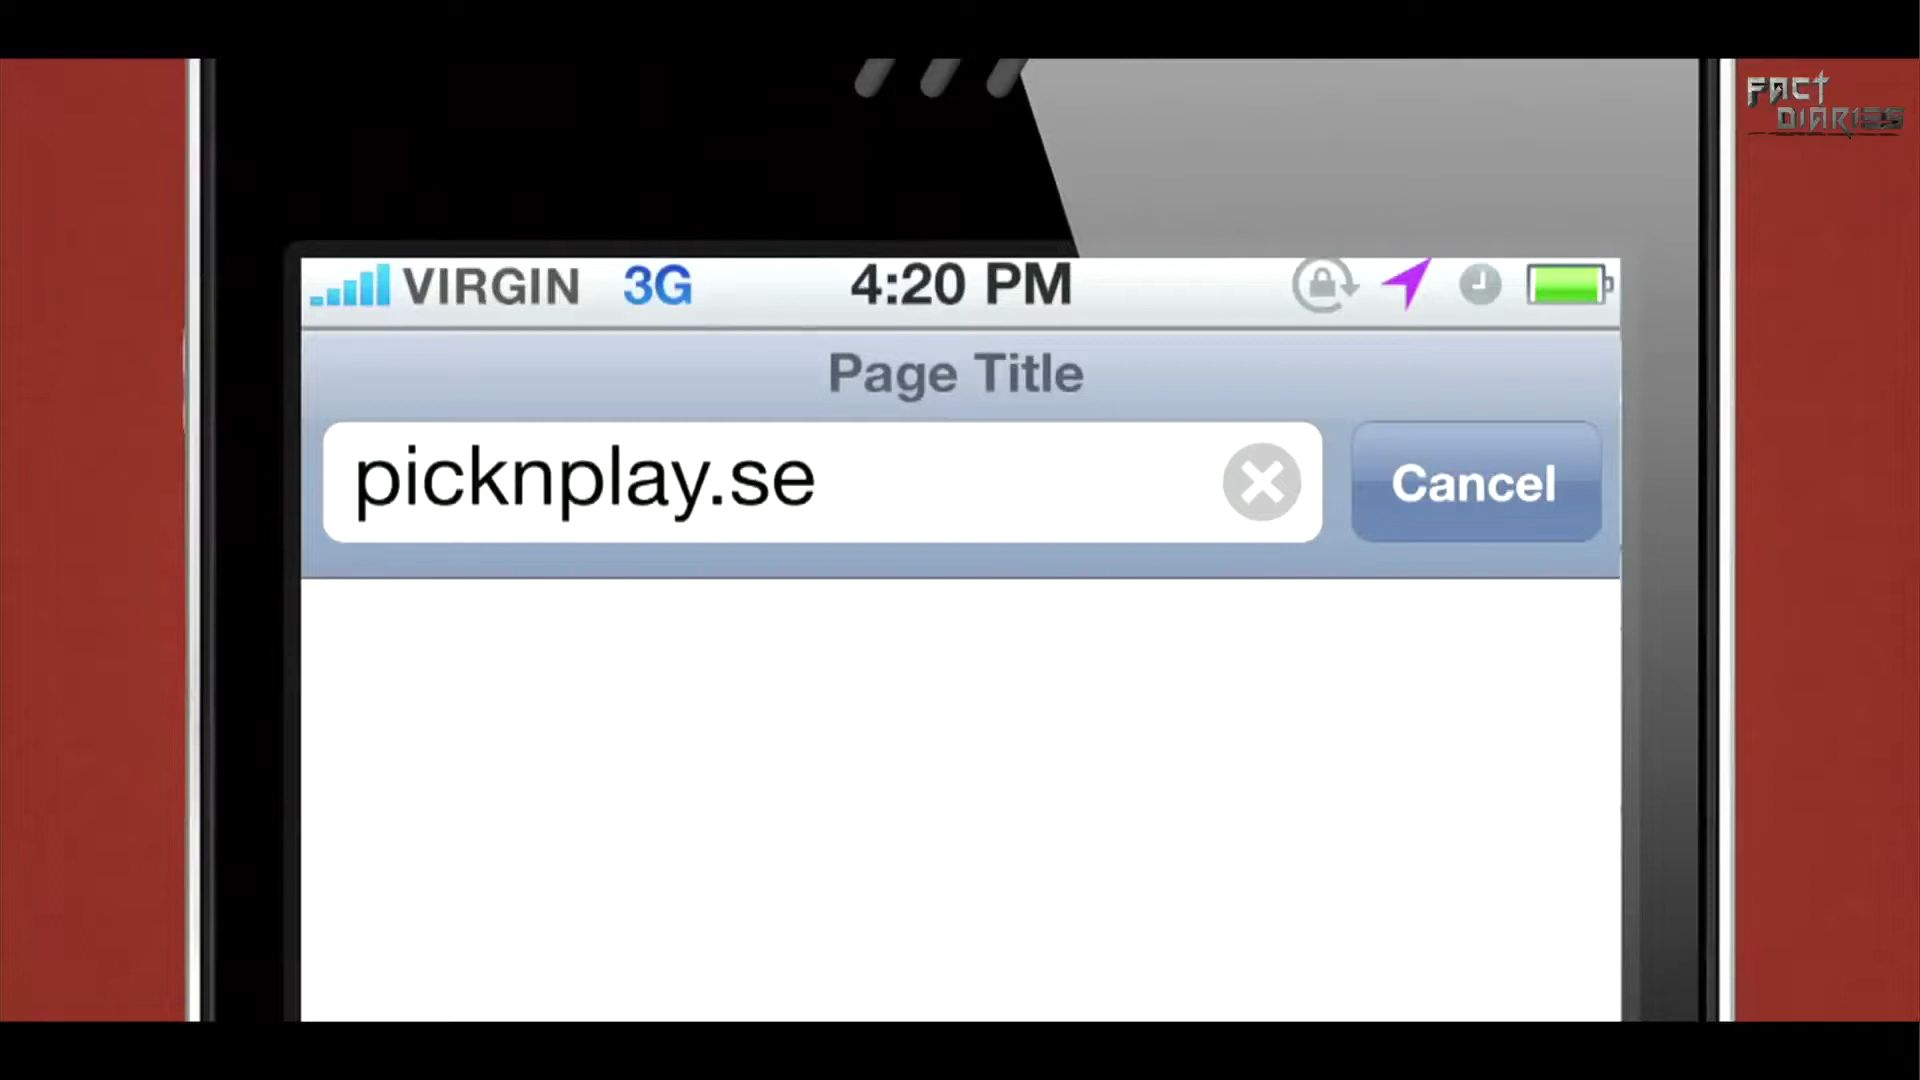 FACT
DIARIES
VIRGIN 3G 4:20 PM
Page Title
picknplay.se
Cancel